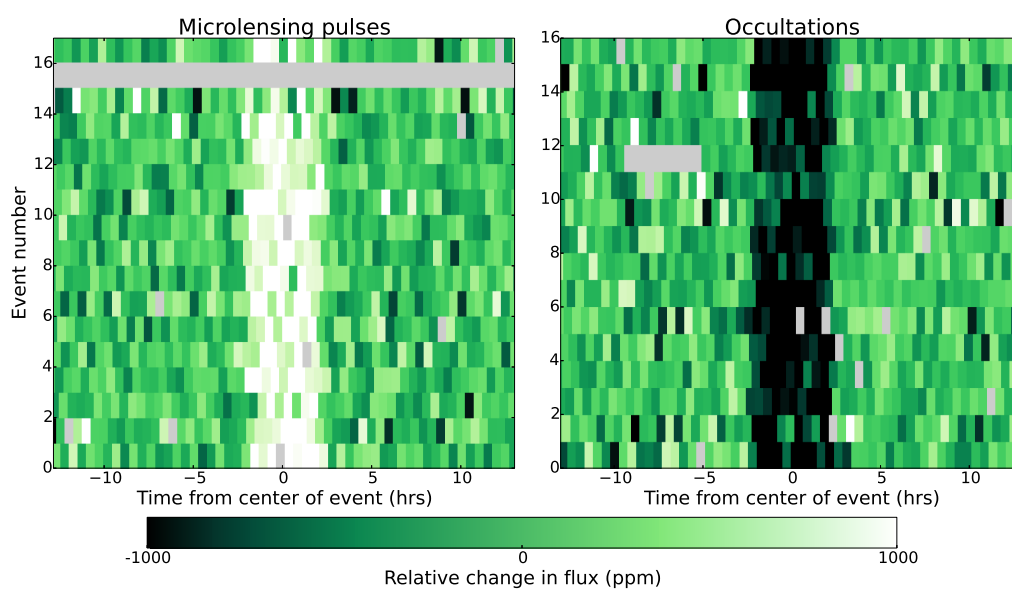 Microlensing pulses
Occultations
Event number
16
14
12
10
8
6
4
2
0
16
14
12
10
8
6
4
2
0
−10 −5 0 5 10
−10 −5 0 5 10
Time from center of event (hrs)
Time from center of event (hrs)
-1000 0 1000
Relative change in flux (ppm)